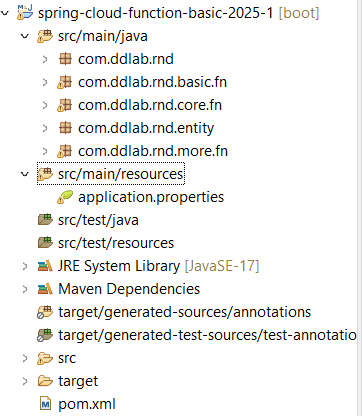 spring-cloud-function-basic-2025-1 [boot]
src/main/java
com.ddlab.rnd
com.ddlab.rnd.basic.fn
com.ddlab.rnd.core.fn
com.ddlab.rnd.entity
com.ddlab.rnd.more.fn
src/main/resources
application.properties
src/test/java
src/test/resources
JRE System Library [JavaSE-17]
Maven Dependencies
target/generated-sources/annotations
target/generated-test-sources/test-annotatio
src
target
pom.xml